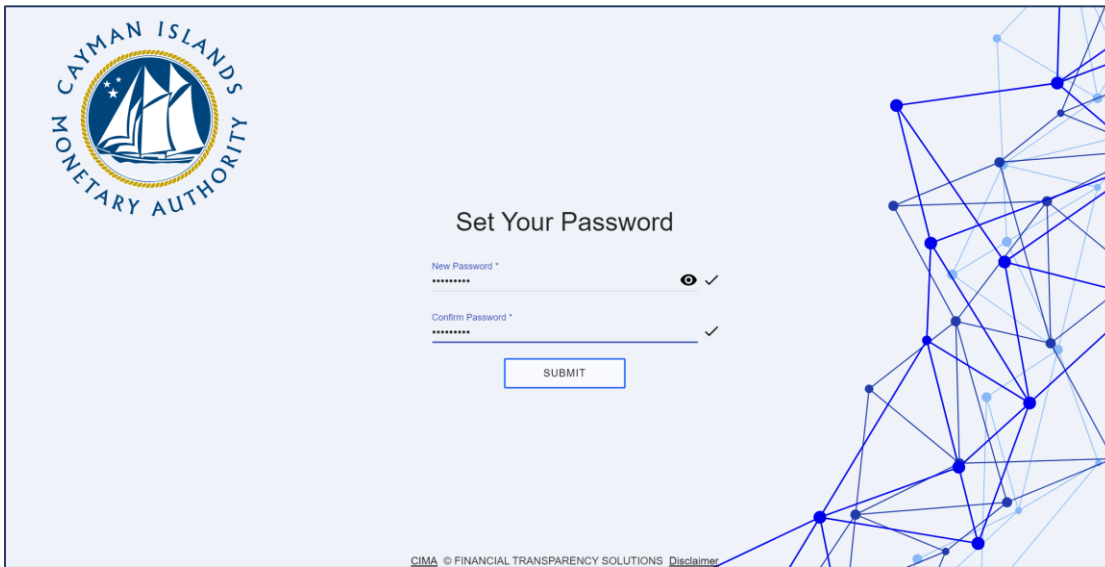 CAYMAN ISLANDS
MONETARY AUTHORITY
Set Your Password
New Password *
•••••••••
Confirm Password *
•••••••••
SUBMIT
CIMA © FINANCIAL TRANSPARENCY SOLUTIONS Disclaimer